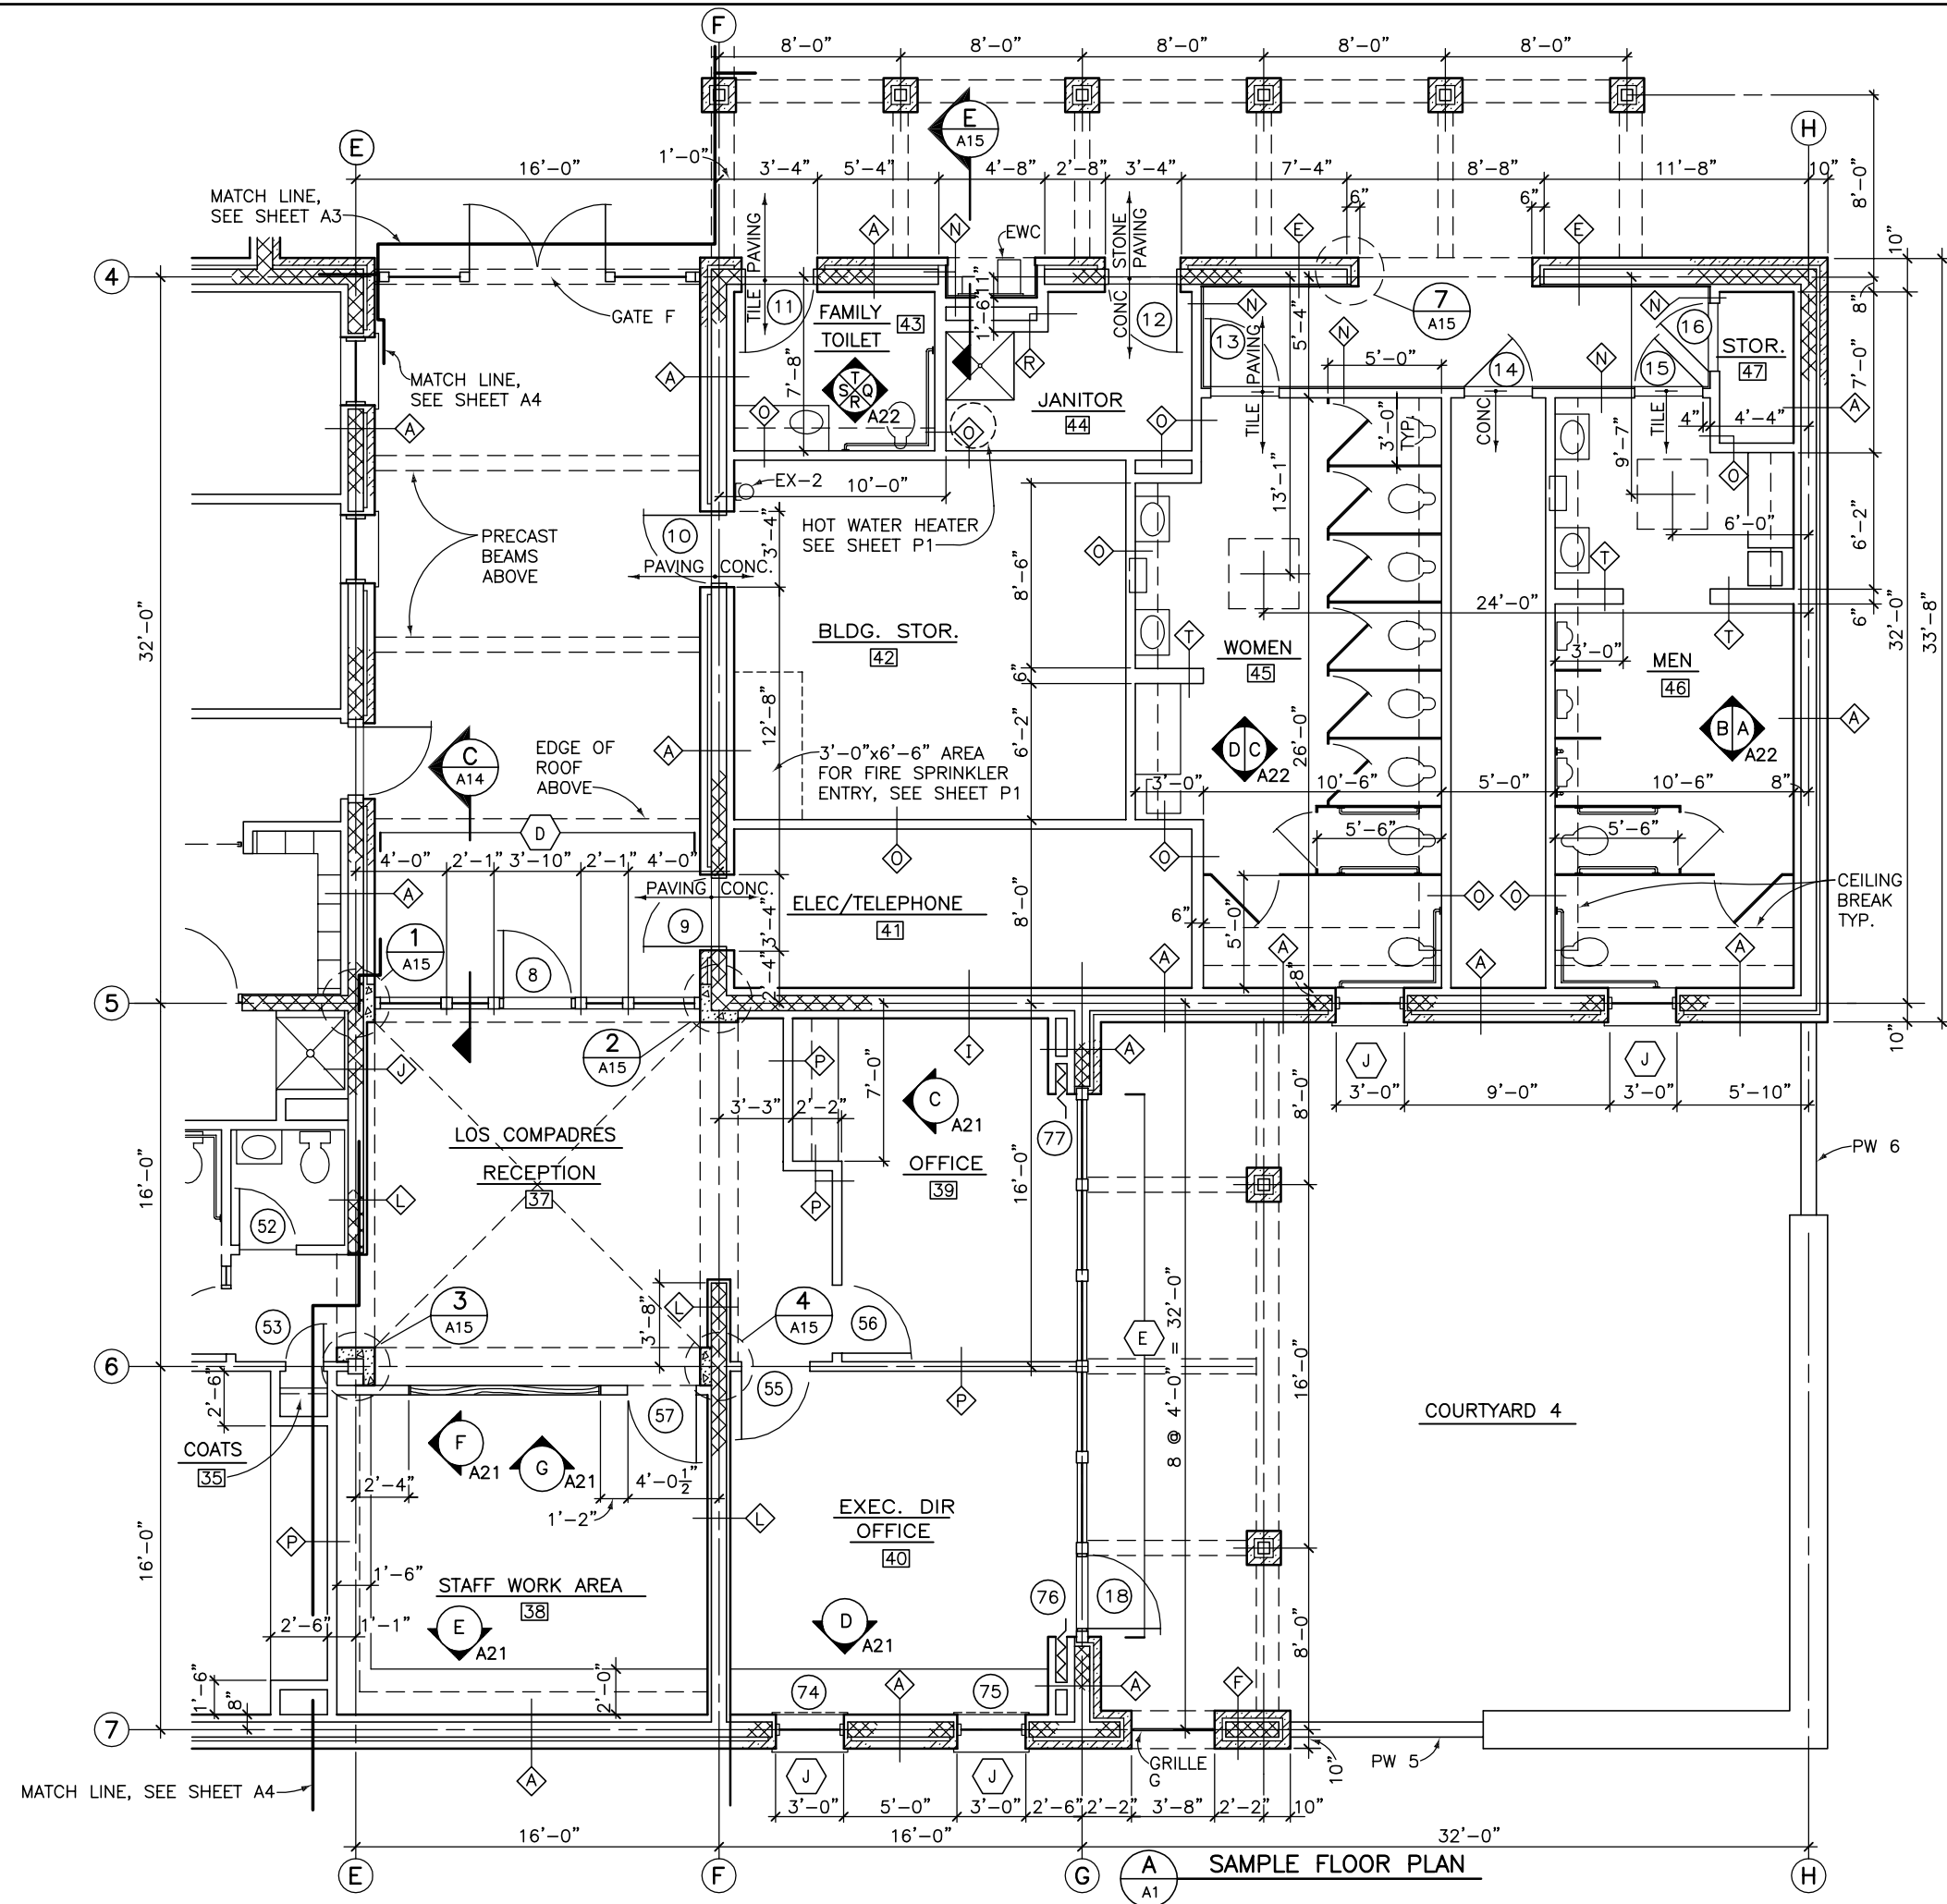 F
8'-0" 8'-0" 8'-0" 8'-0" 8'-0"
E
A15
E
H
16'-0" 1'-0" 3'-4" 5'-4" 4'-8" 2'-8" 3'-4" 7'-4" 8'-8" 11'-8" 10"
8'-0"
MATCH LINE,
SEE SHEET A3
6" 6"
A N EWC E E
TILE PAVING
CONC STONE PAVING
10"
4
GATE F
11
FAMILY
TOILET
43
1'-6" 11"
12
N
13
TILE PAVING
5'-4"
7
A15
N
N
16
N
15
14
STOR.
47
8"
7'-0"
MATCH LINE,
SEE SHEET A4
A
7'-8"
T
S Q
R
A22
R
JANITOR
44
5'-0"
3'-0"
TYP.
CONC
TILE
4" 4'-4"
A
A
O
O
O
9'-7"
O
EX-2
10'-0"
13'-1"
PRECAST
BEAMS
ABOVE
10
3'-4"
HOT WATER HEATER
SEE SHEET P1
O
6'-0"
6'-2"
T
PAVING CONC.
8'-6"
24'-0"
6"
32'-0"
32'-0"
33'-8"
BLDG. STOR.
42
T
WOMEN
45
3'-0"
T
MEN
46
6"
A
12'-8"
6'-2"
D C
A22
26'-0"
B A
A22
A
EDGE OF
ROOF
ABOVE
C
A14
3'-0"x6'-6" AREA
FOR FIRE SPRINKLER
ENTRY, SEE SHEET P1
3'-0" 10'-6" 5'-0" 10'-6" 8"
D
5'-6" 5'-6"
4'-0" 2'-1" 3'-10" 2'-1" 4'-0"
O
O
A
PAVING CONC.
ELEC/TELEPHONE
41
8'-0"
6"
5'-0"
O O
CEILING
BREAK
TYP.
9
3'-4"
1
A15
8
A A A A
2'-4"
8"
5
10"
2
A15
J
P
I
A
J J
7'-0"
3'-0" 9'-0" 3'-0" 5'-10"
8'-0"
3'-3" 2'-2"
C
A21
77
LOS COMPADRES
RECEPTION
37
OFFICE
39
PW 6
16'-0"
16'-0"
L
P
52
3
A15
L
4
A15
56
53
3'-8"
E
8 @ 4'-0" = 32'-0"
6
2'-6"
55
P
16'-0"
57
COURTYARD 4
COATS
35
F
A21
G
A21
2'-4"
4'-0 1/2"
1'-2"
L
EXEC. DIR
OFFICE
40
P
16'-0"
1'-6"
STAFF WORK AREA
38
76
18
2'-6" 1'-1"
E
A21
D
A21
8'-0"
1'-6"
8"
2'-0"
74
A
75
A
F
7
A
MATCH LINE, SEE SHEET A4
J J
GRILLE
G
10"
PW 5
3'-0" 5'-0" 3'-0" 2'-6" 2'-2" 3'-8" 2'-2" 10"
16'-0" 16'-0" 32'-0"
E F G H
A
A1
SAMPLE FLOOR PLAN